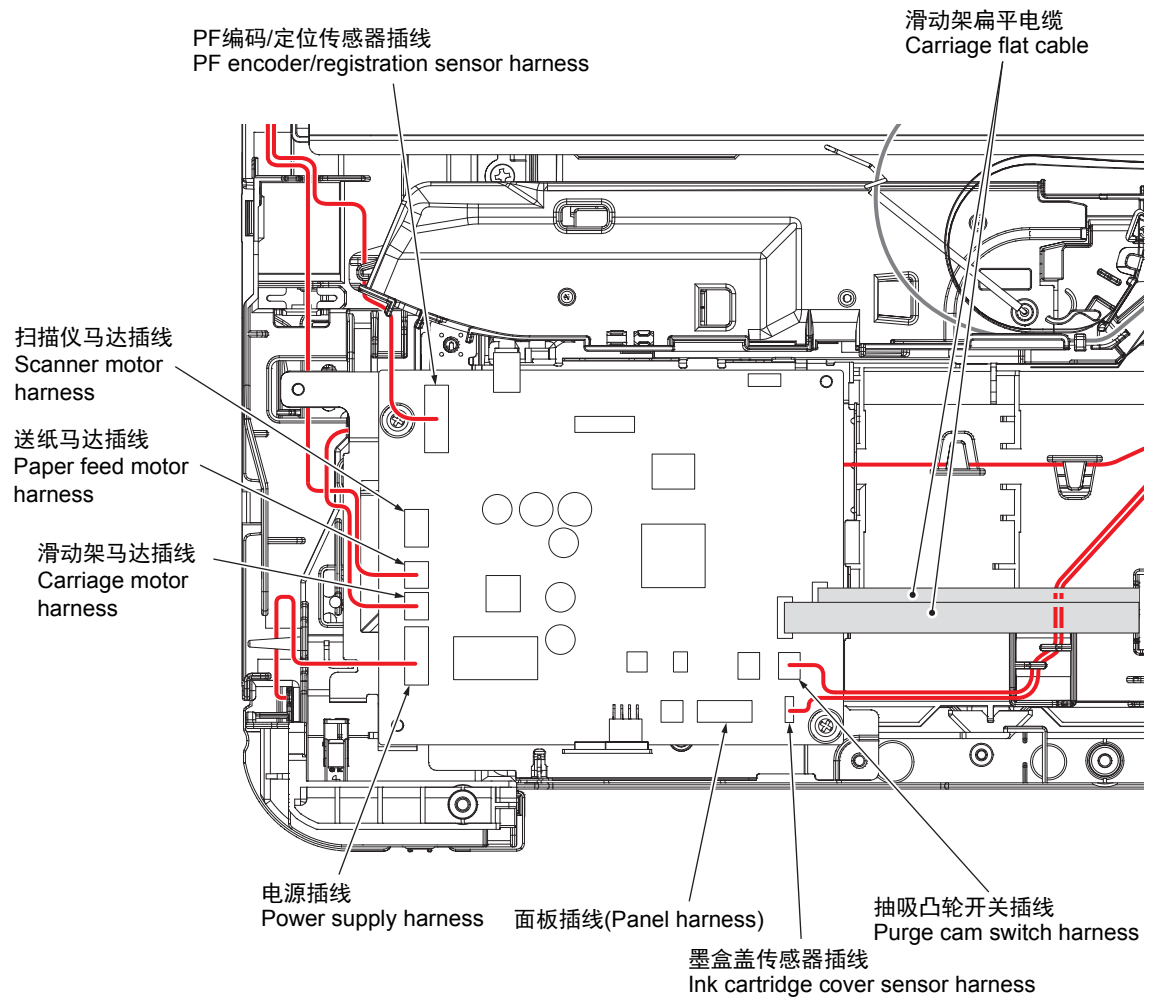 滑动架扁平电缆
Carriage flat cable
PF编码/定位传感器插线
PF encoder/registration sensor harness
扫描仪马达插线
Scanner motor
harness
送纸马达插线
Paper feed motor
harness
滑动架马达插线
Carriage motor
harness
电源插线
Power supply harness
面板插线(Panel harness)
抽吸凸轮开关插线
Purge cam switch harness
墨盒盖传感器插线
Ink cartridge cover sensor harness